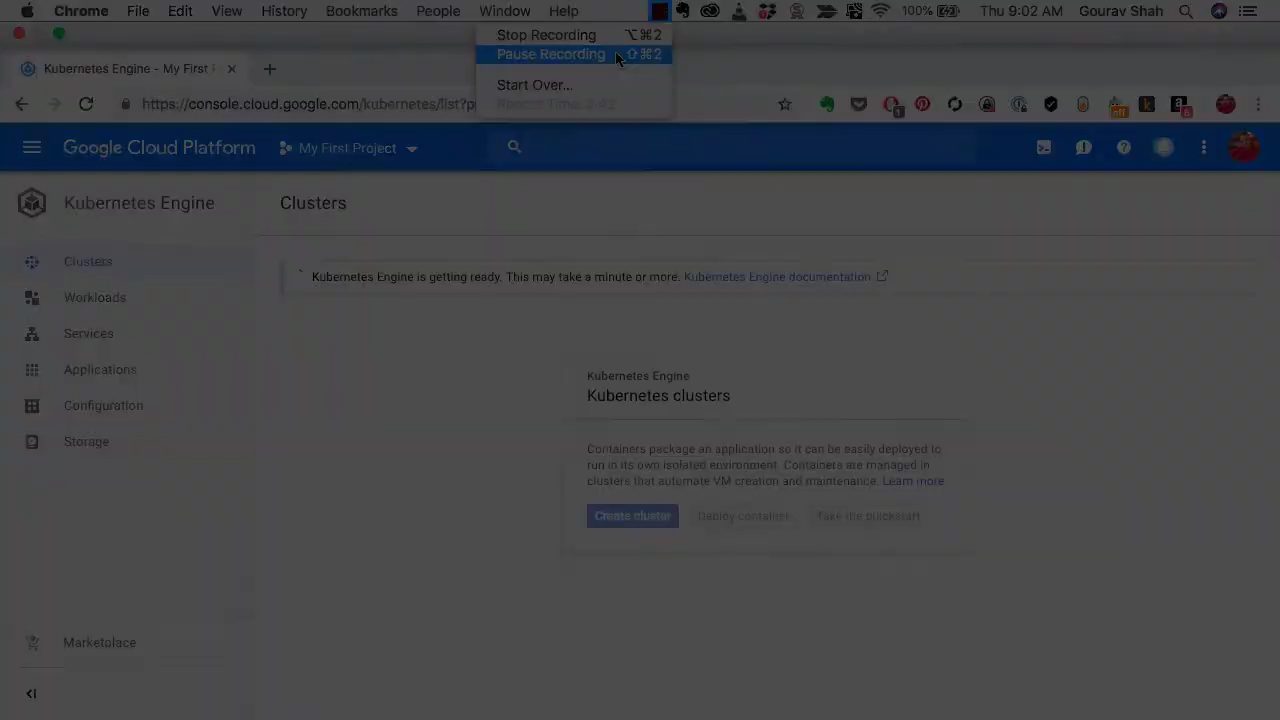 Chrome File Edit View History Bookmarks People Window Help 100% Thu 9:02 AM Gourav Shah
Stop Recording ⌥⌘2
Pause Recording ⇧⌘2
Kubernetes Engine - My First P
Start Over...
https://console.cloud.google.com/kubernetes/list?p
1
off
6
Google Cloud Platform My First Project
Kubernetes Engine
Clusters
Clusters
Kubernetes Engine is getting ready. This may take a minute or more. Kubernetes Engine documentation
Workloads
Services
Applications
Configuration
Storage
Kubernetes Engine
Kubernetes clusters
Containers package an application so it can be easily deployed to
run in its own isolated environment. Containers are managed in
clusters that automate VM creation and maintenance. Learn more
Create cluster Deploy container Take the quickstart
Marketplace